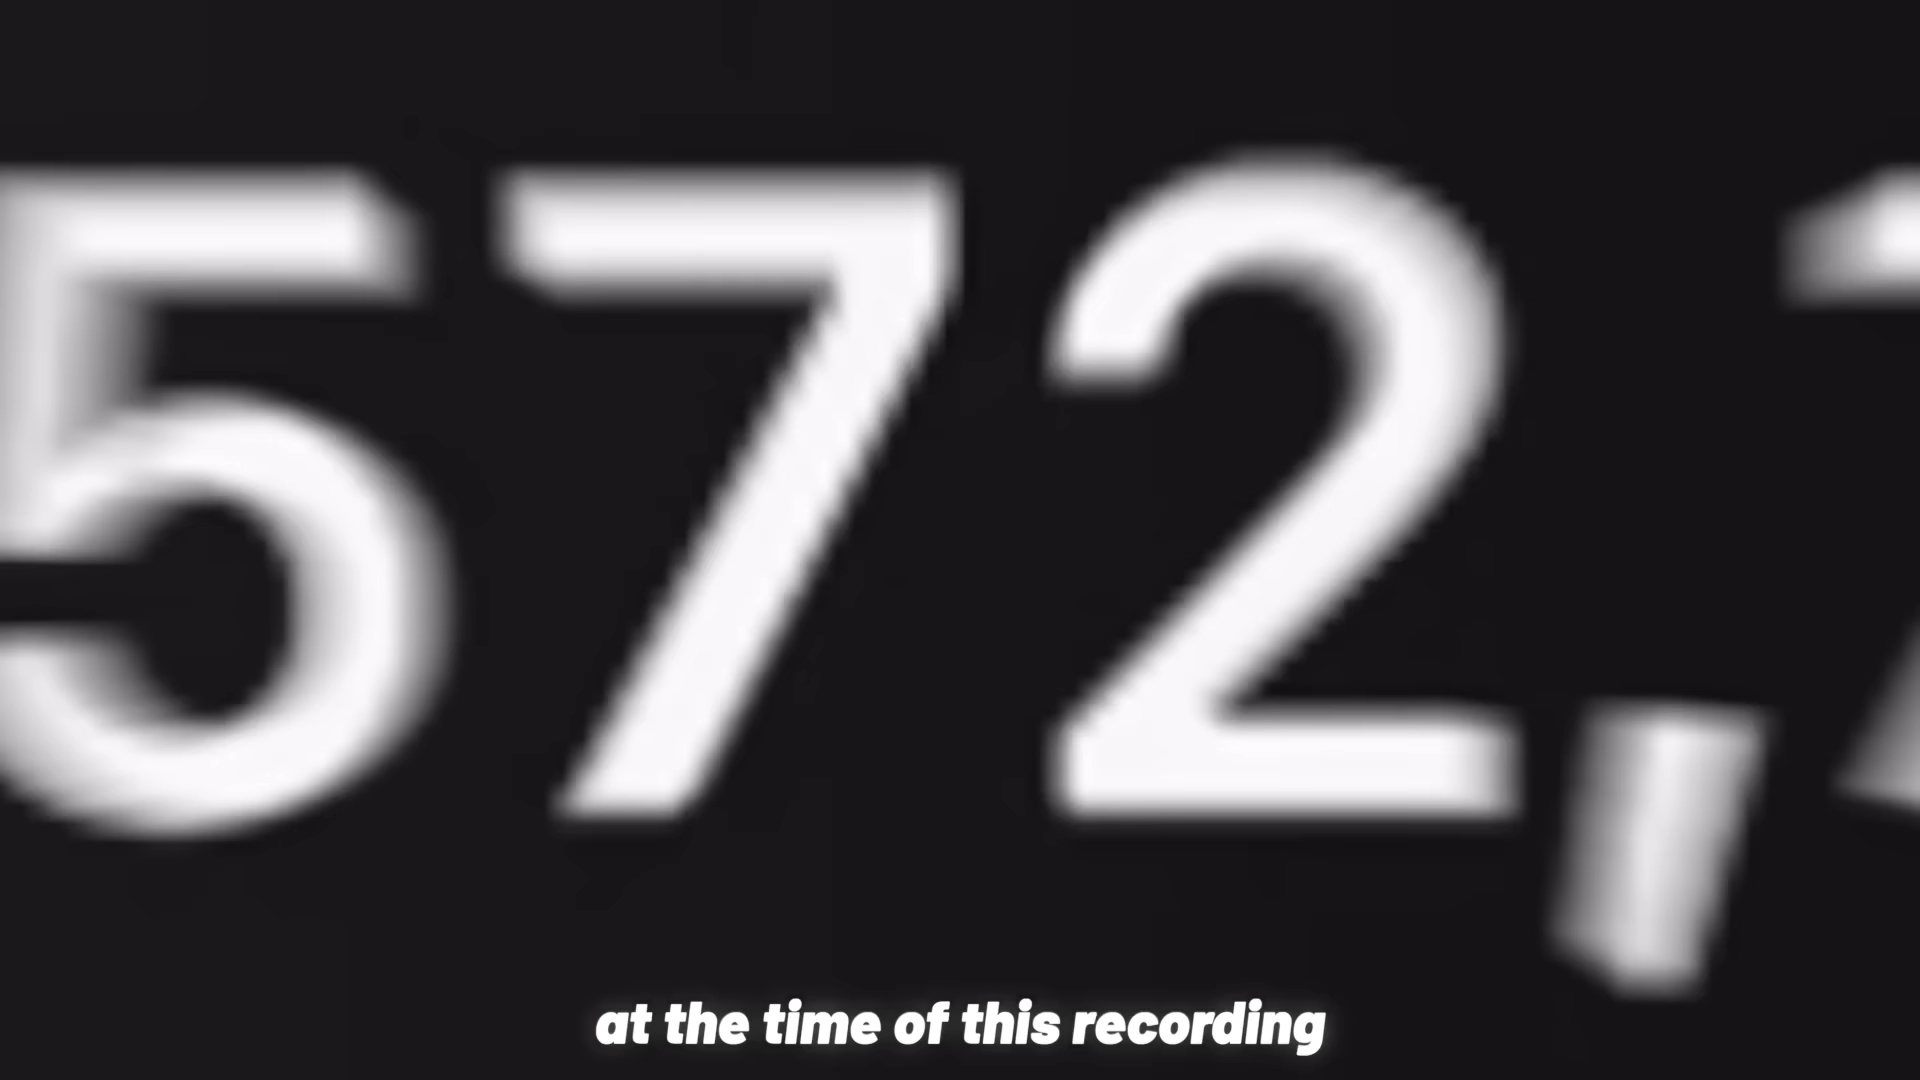 572,
at the time of this recording